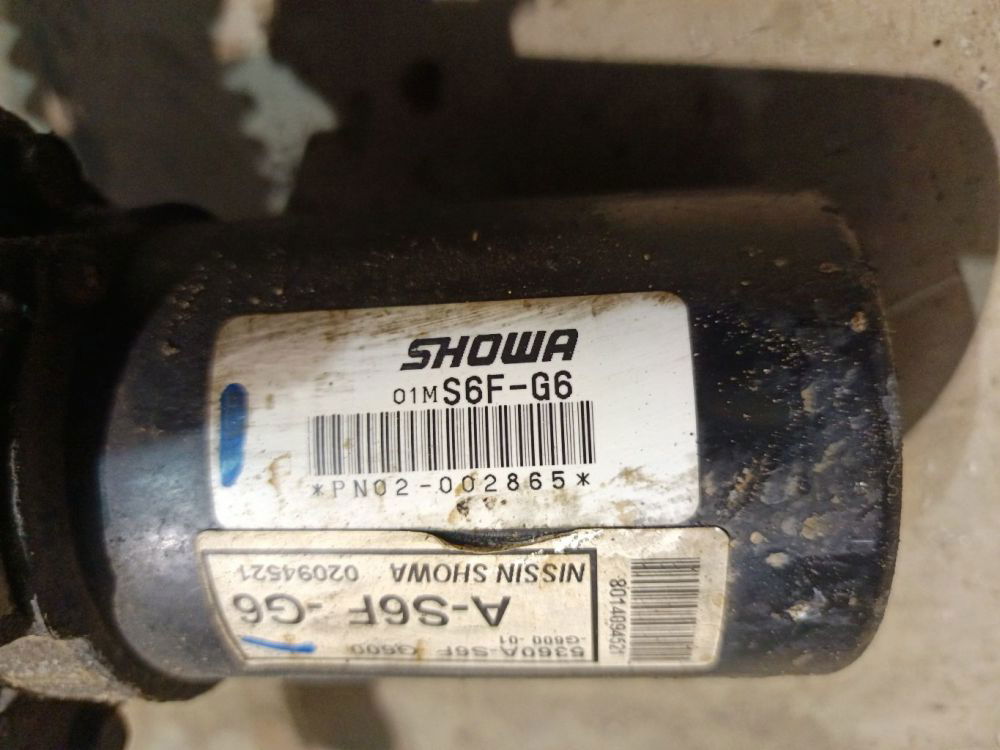 SHOWA
01M S6F-G6
*PN02-002865*
5360A-S6F G600
-G600 -01
A-S6F -G6
NISSIN SHOWA 02094521
8014094521